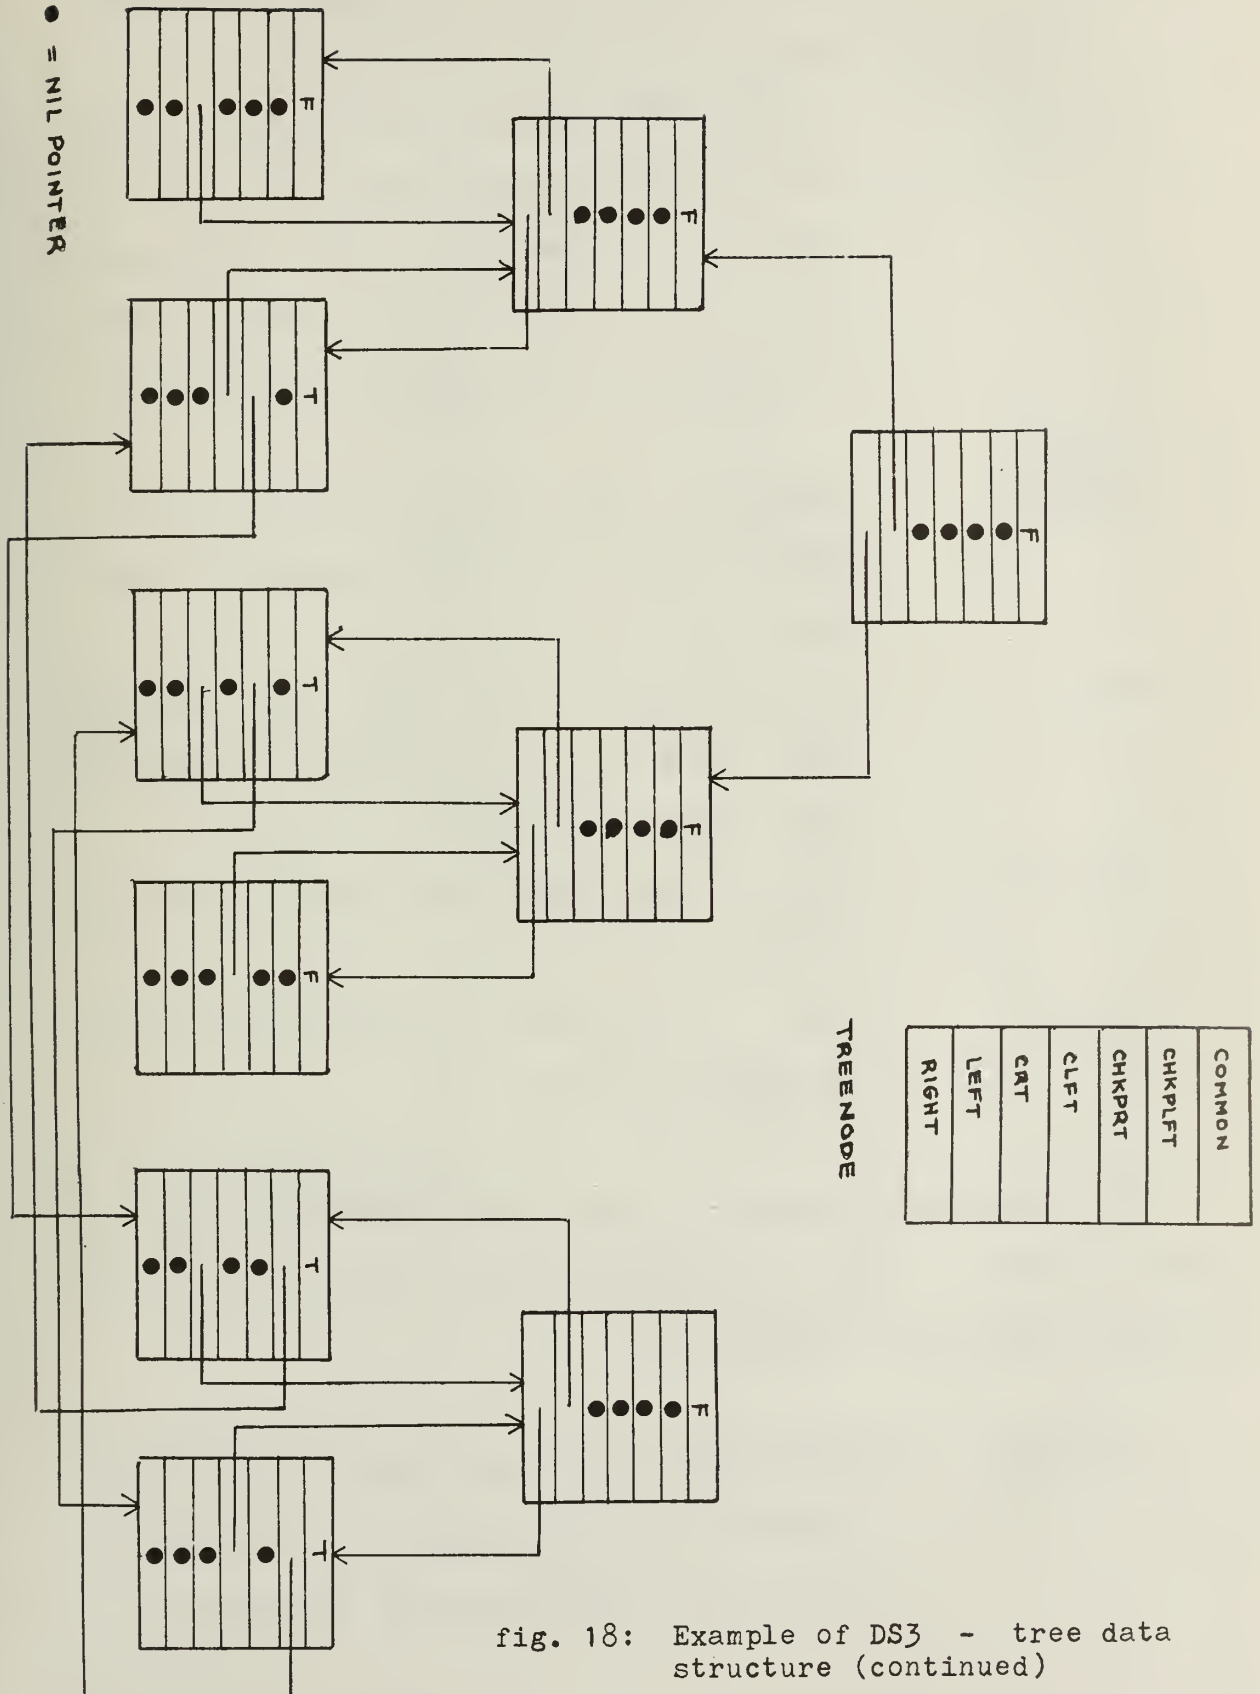 F
F
F
F
T
T
F
F
T
T
COMMON
CHKPLFT
CHKPRT
CLFT
CRT
LEFT
RIGHT
TREENODE
● = NIL POINTER
fig. 18: Example of DS3 - tree data
structure (continued)